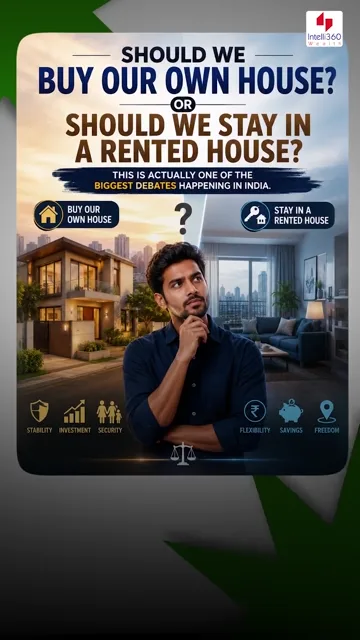 Intelli360
Wealth
SHOULD WE
BUY OUR OWN HOUSE?
OR
SHOULD WE STAY IN
A RENTED HOUSE?
THIS IS ACTUALLY ONE OF THE
BIGGEST DEBATES HAPPENING IN INDIA.
BUY OUR
OWN HOUSE
?
STAY IN A
RENTED HOUSE
STABILITY
INVESTMENT
SECURITY
₹
FLEXIBILITY
SAVINGS
FREEDOM